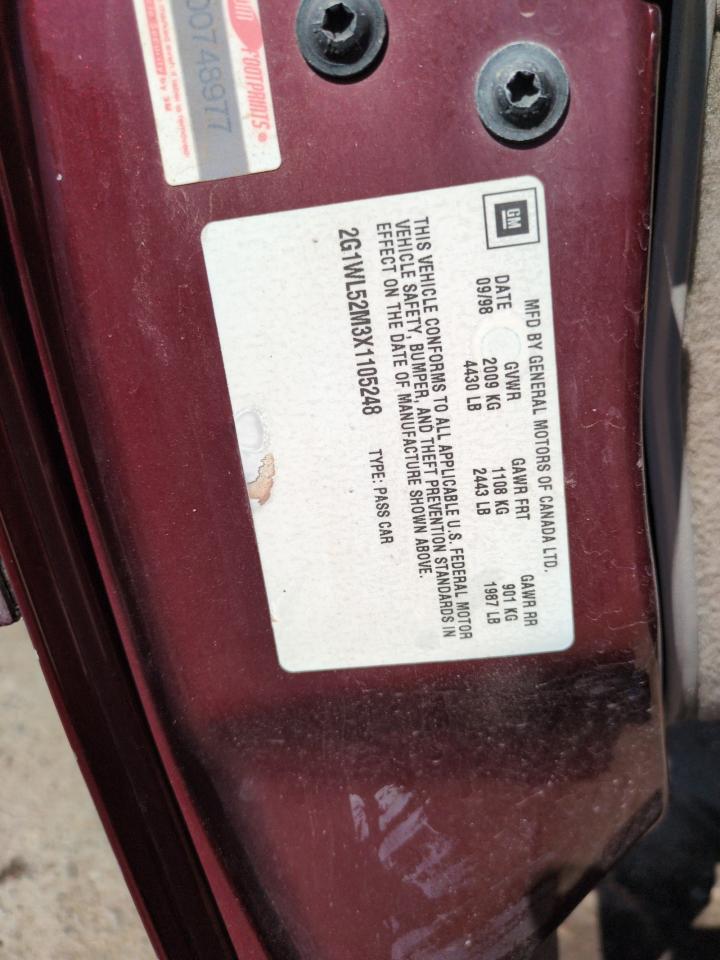 GM
MFD BY GENERAL MOTORS OF CANADA LTD.
DATE GVWR GAWR FRT GAWR RR
09/98 2009 KG 1108 KG 901 KG
4430 LB 2443 LB 1987 LB
THIS VEHICLE CONFORMS TO ALL APPLICABLE U.S. FEDERAL MOTOR
VEHICLE SAFETY, BUMPER, AND THEFT PREVENTION STANDARDS IN
EFFECT ON THE DATE OF MANUFACTURE SHOWN ABOVE.
2G1WL52M3X1105248 TYPE: PASS CAR
FOOTPRINTS®
00748977